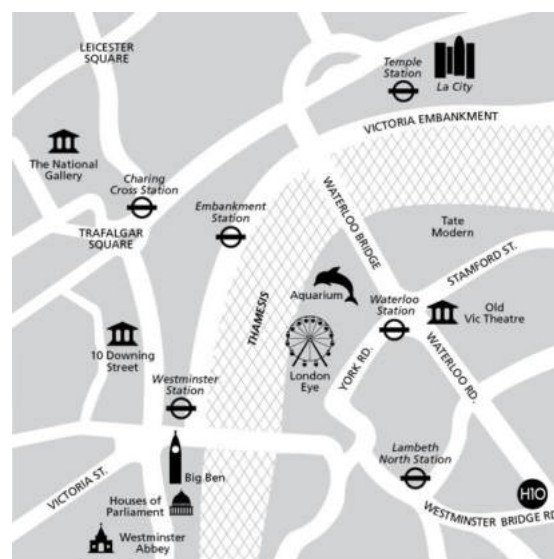 LEICESTER
SQUARE
Temple
Station
La City
VICTORIA EMBANKMENT
The National
Gallery
Charing
Cross Station
Embankment
Station
TRAFALGAR
SQUARE
WATERLOO BRIDGE
Tate
Modern
STAMFORD ST.
Aquarium
Waterloo
Station
Old
Vic Theatre
THAMESIS
10 Downing
Street
London
Eye
YORK RD.
WATERLOO RD.
Westminster
Station
Lambeth
North Station
VICTORIA ST.
Big Ben
H10
Houses of
Parliament
WESTMINSTER
BRIDGE RD
Westminster
Abbey